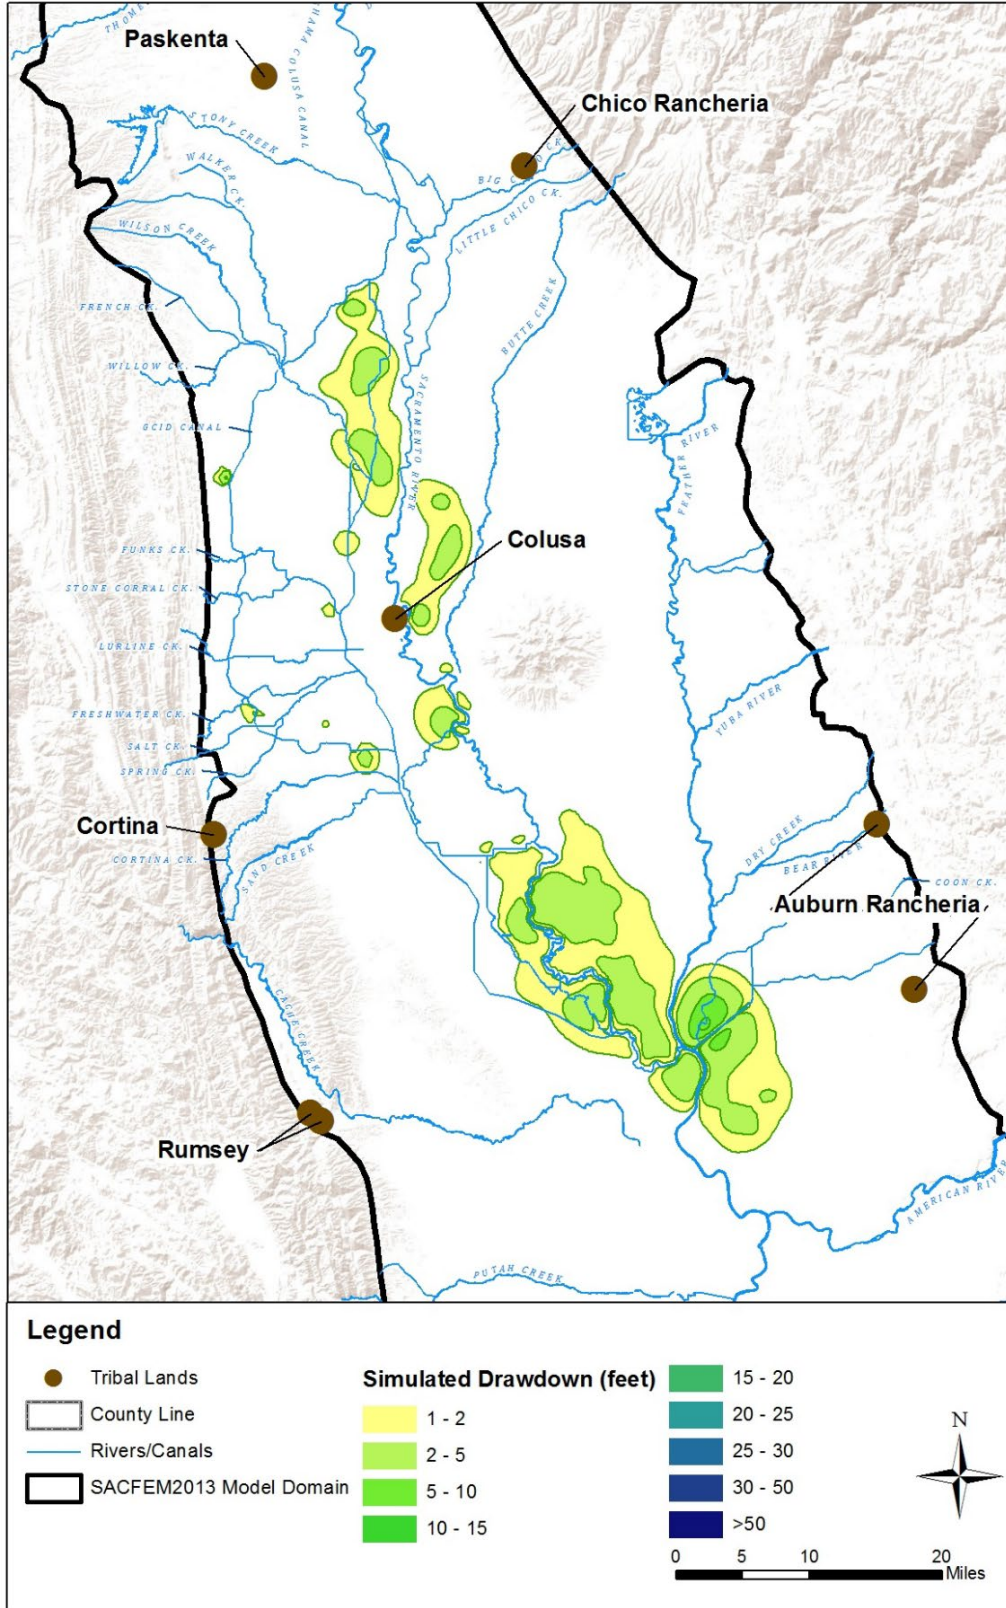 THOME
Paskenta
HAMA COLUSA CANAL
D
Chico Rancheria
STONY CREEK
WALKER CK.
BIG CHICO CK.
LITTLE CHICO CK.
WILSON CREEK
FRENCH CK.
BUTTE CREEK
WILLOW CK.
SACRAMENTO RIVER
GCID CANAL
FEATHER RIVER
Colusa
FUNKS CK.
STONE CORRAL CK.
LURLINE CK.
YUBA RIVER
FRESHWATER CK.
SALT CK.
SPRING CK.
Cortina
CORTINA CK.
SAND CREEK
DRY CREEK
BEAR RIVER
COON CK.
Auburn Rancheria
CACHE CREEK
Rumsey
AMERICAN RIVER
PUTAH CREEK
Legend
Tribal Lands
County Line
Rivers/Canals
SACFEM2013 Model Domain
Simulated Drawdown (feet)
1 - 2
2 - 5
5 - 10
10 - 15
15 - 20
20 - 25
25 - 30
30 - 50
>50
N
0 5 10 20
Miles